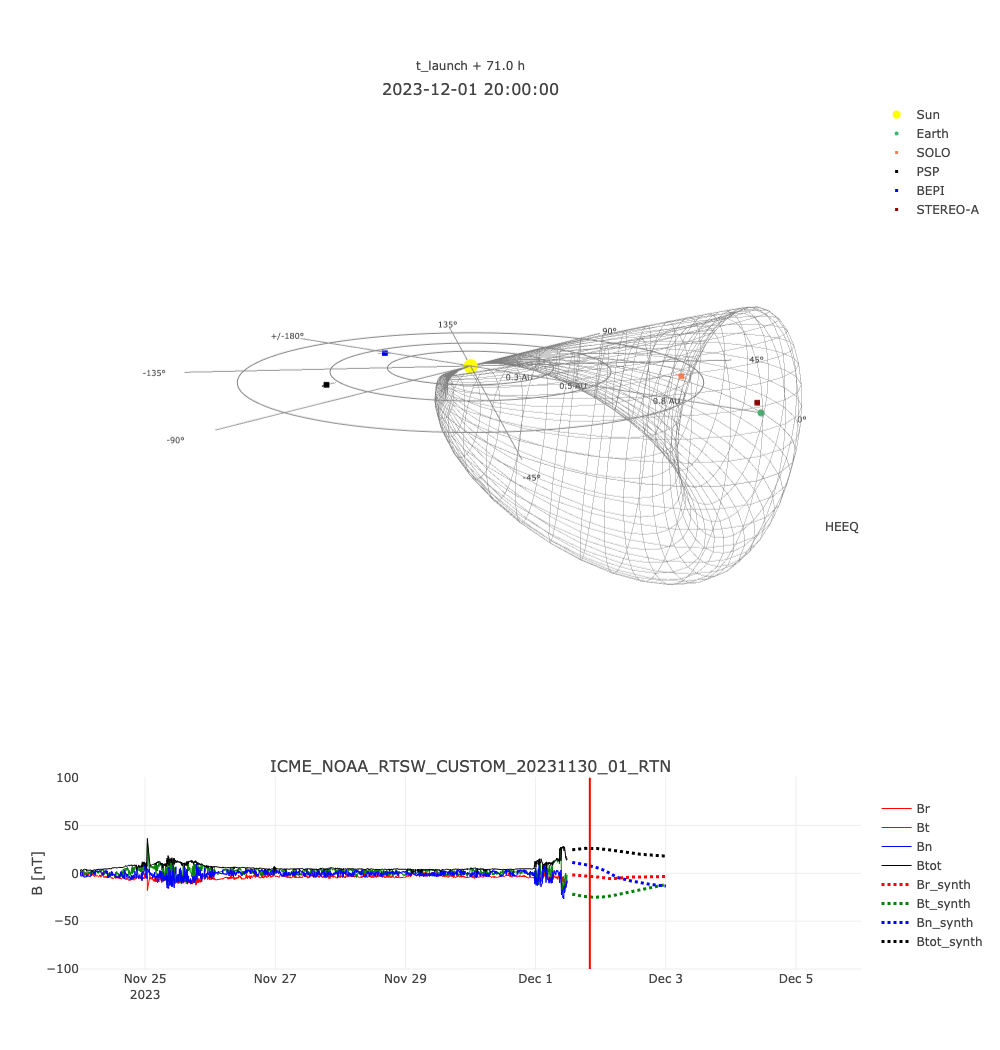 t_launch + 71.0 h
2023-12-01 20:00:00
Sun
Earth
SOLO
PSP
BEPI
STEREO-A
135°
+/-180°
90°
45°
-135°
0.3 AU
0.5 AU
0.8 AU
0°
-90°
-45°
HEEQ
ICME_NOAA_RTSW_CUSTOM_20231130_01_RTN
B [nT]
100
50
0
−50
−100
Nov 25
2023
Nov 27
Nov 29
Dec 1
Dec 3
Dec 5
Br
Bt
Bn
Btot
Br_synth
Bt_synth
Bn_synth
Btot_synth